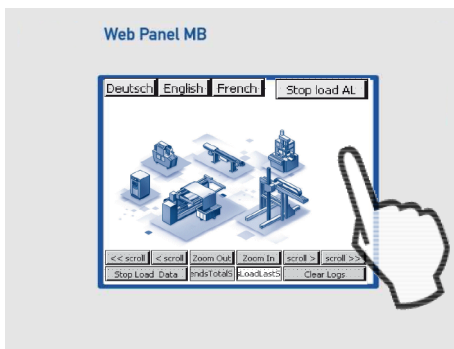 Web Panel MB
Deutsch English French Stop load AL
<< scroll < scroll Zoom Out Zoom In scroll > scroll >>
Stop Load Data endsTotalS LoadLastS Clear Logs